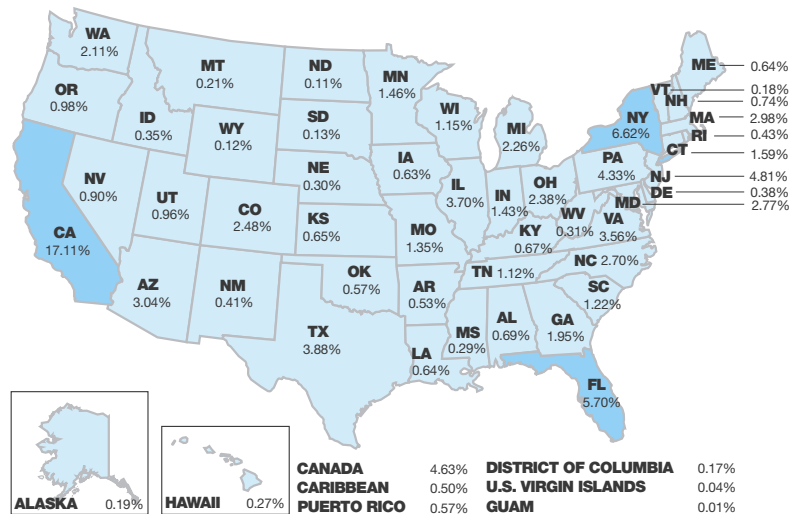 WA
2.11%
MT
0.21%
ND
0.11%
MN
1.46%
ME 0.64%
VT 0.18%
NH 0.74%
MA 2.98%
RI 0.43%
CT 1.59%
NJ 4.81%
DE 0.38%
MD 2.77%
OR
0.98%
ID
0.35%
WY
0.12%
SD
0.13%
WI
1.15%
MI
2.26%
NY
6.62%
PA
4.33%
NV
0.90%
UT
0.96%
CO
2.48%
NE
0.30%
KS
0.65%
IA
0.63%
MO
1.35%
IL
3.70%
IN
1.43%
OH
2.38%
WV
0.31%
VA
3.56%
KY
0.67%
CA
17.11%
AZ
3.04%
NM
0.41%
OK
0.57%
AR
0.53%
TN 1.12%
NC 2.70%
SC
1.22%
TX
3.88%
LA
0.64%
MS
0.29%
AL
0.69%
GA
1.95%
FL
5.70%
ALASKA 0.19%
HAWAII 0.27%
CANADA 4.63%
CARIBBEAN 0.50%
PUERTO RICO 0.57%
DISTRICT OF COLUMBIA 0.17%
U.S. VIRGIN ISLANDS 0.04%
GUAM 0.01%